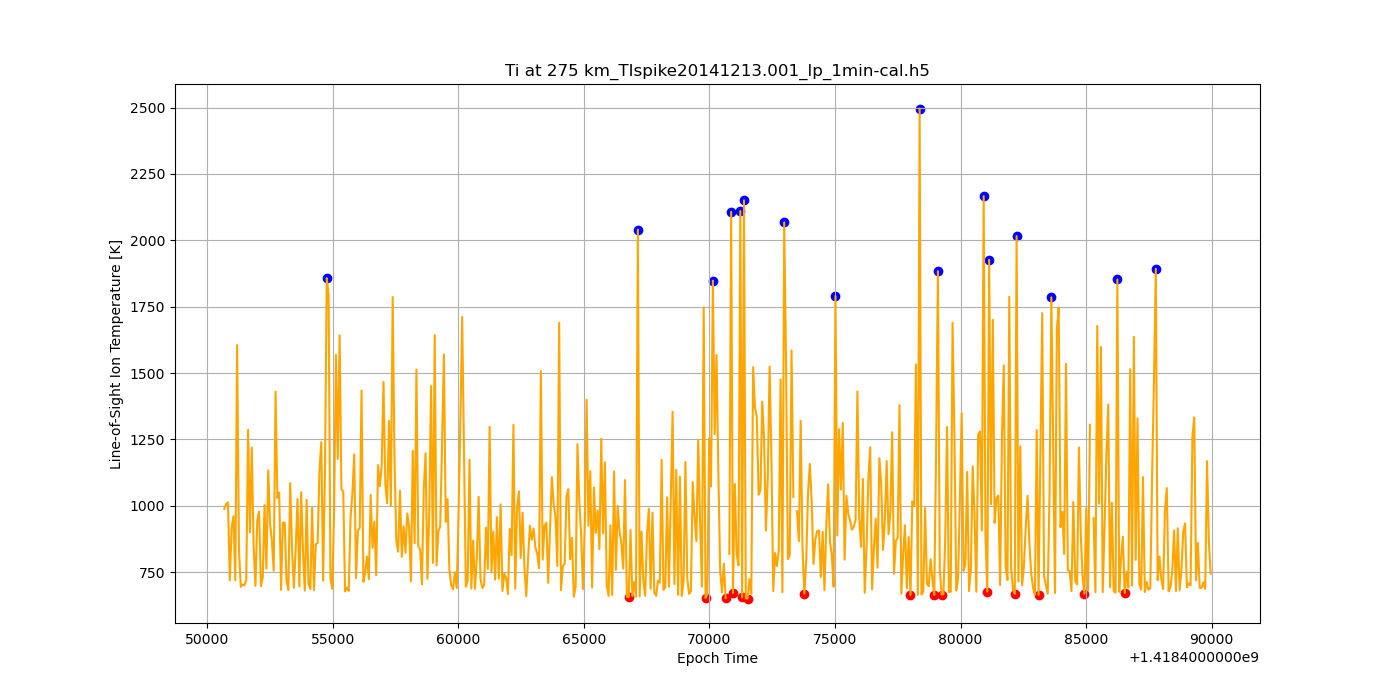 Ti at 275 km_TIspike20141213.001_lp_1min-cal.h5
Line-of-Sight Ion Temperature [K]
2500
2250
2000
1750
1500
1250
1000
750
50000 55000 60000 65000 70000 75000 80000 85000 90000
Epoch Time
+1.4184000000e9